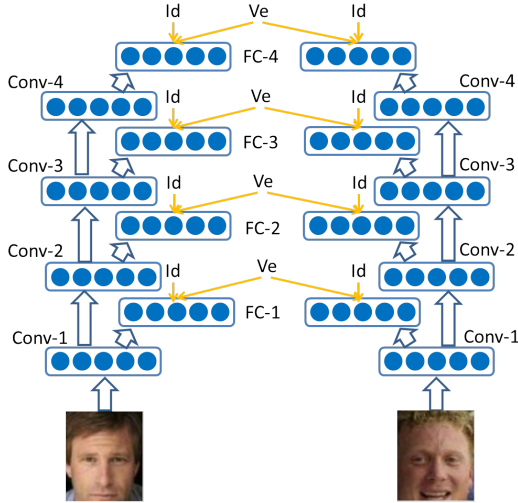 Id Ve Id
FC-4
Conv-4 Id Ve Id Conv-4
FC-3
Conv-3 Id Ve Id Conv-3
FC-2
Conv-2 Id Ve Id Conv-2
FC-1
Conv-1 Conv-1